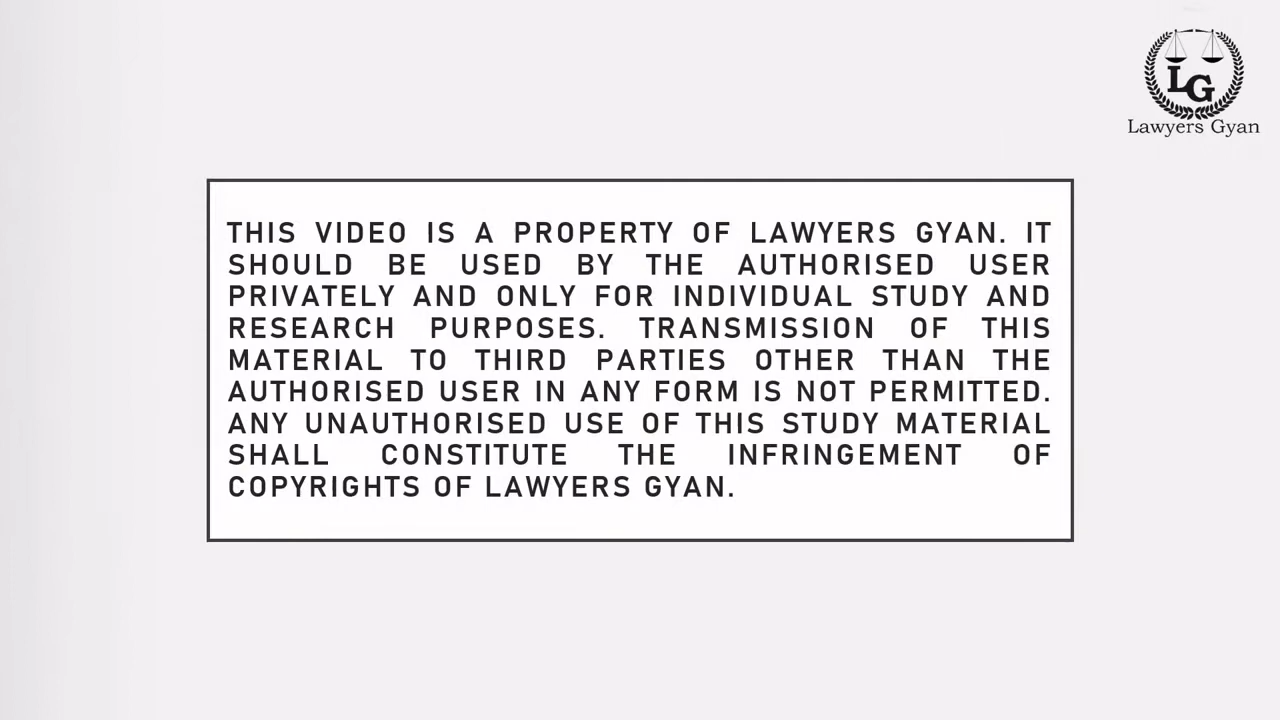 LG
Lawyers Gyan
THIS VIDEO IS A PROPERTY OF LAWYERS GYAN. IT
SHOULD BE USED BY THE AUTHORISED USER
PRIVATELY AND ONLY FOR INDIVIDUAL STUDY AND
RESEARCH PURPOSES. TRANSMISSION OF THIS
MATERIAL TO THIRD PARTIES OTHER THAN THE
AUTHORISED USER IN ANY FORM IS NOT PERMITTED.
ANY UNAUTHORISED USE OF THIS STUDY MATERIAL
SHALL CONSTITUTE THE INFRINGEMENT OF
COPYRIGHTS OF LAWYERS GYAN.